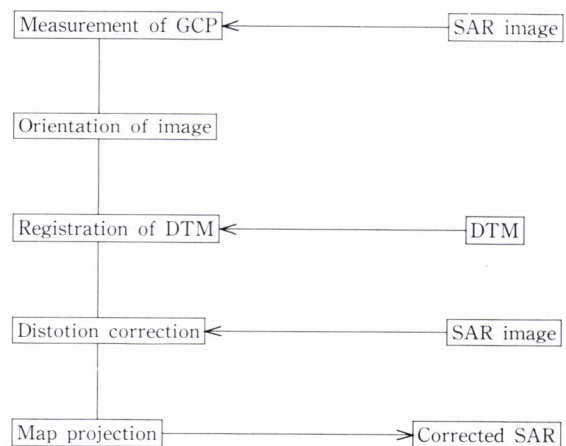 Measurement of GCP
SAR image
Orientation of image
Registration of DTM
DTM
Distotion correction
SAR image
Map projection
Corrected SAR